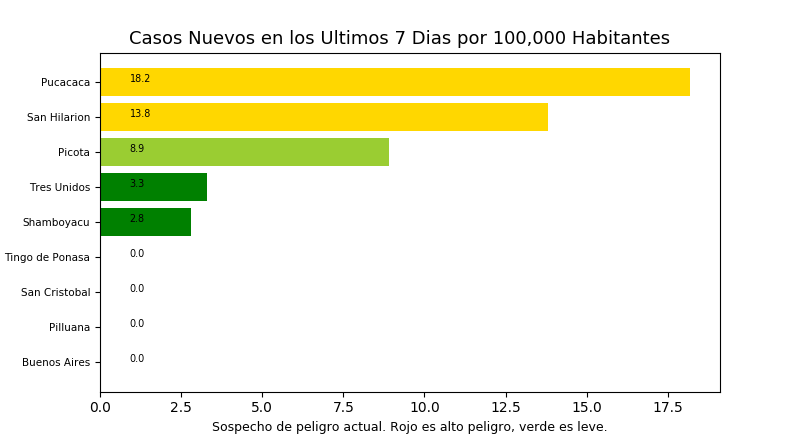 Casos Nuevos en los Ultimos 7 Dias por 100,000 Habitantes
Pucacaca 18.2
San Hilarion 13.8
Picota 8.9
Tres Unidos 3.3
Shamboyacu 2.8
Tingo de Ponasa 0.0
San Cristobal 0.0
Pilluana 0.0
Buenos Aires 0.0
0.0 2.5 5.0 7.5 10.0 12.5 15.0 17.5
Sospecho de peligro actual. Rojo es alto peligro, verde es leve.